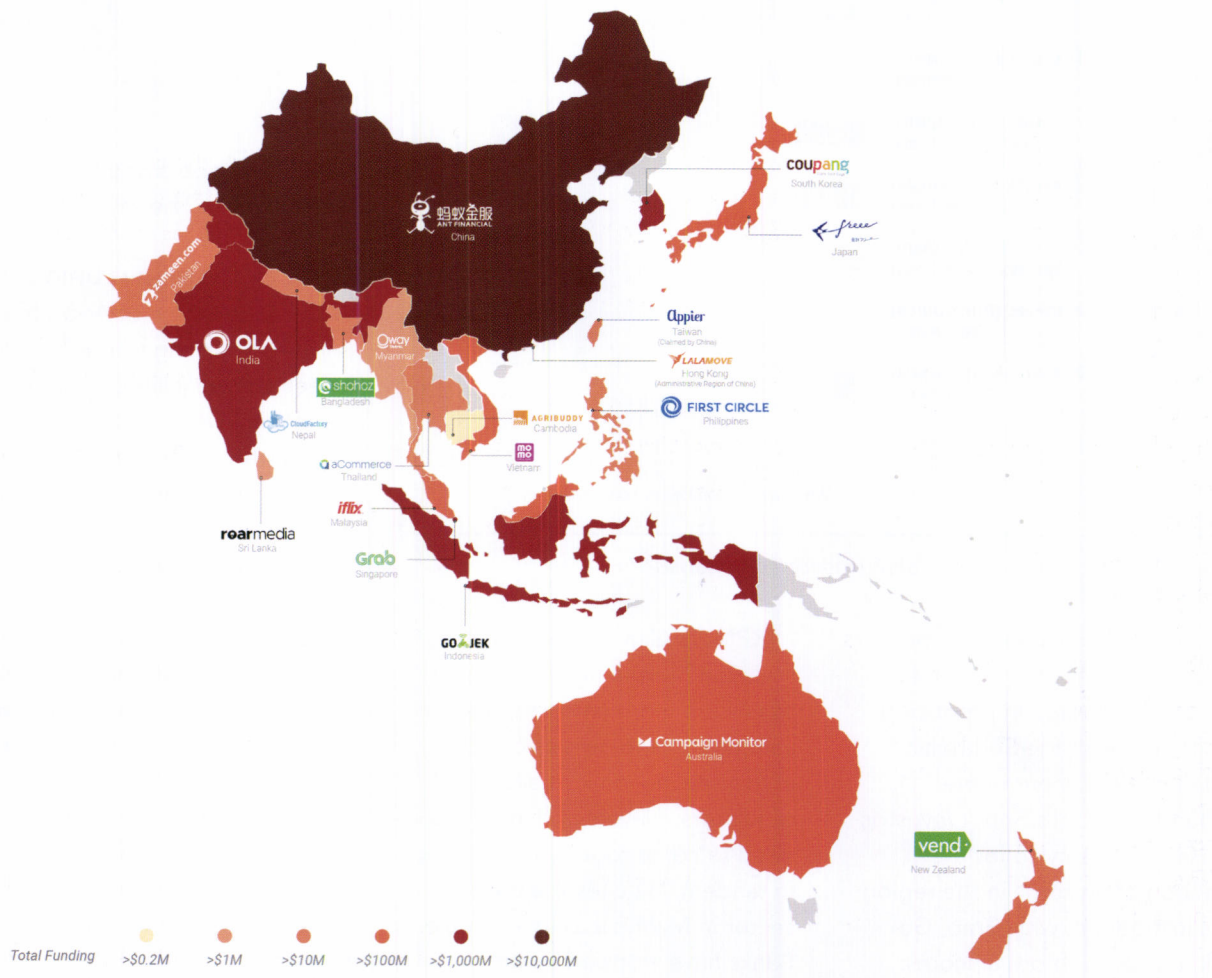 coupang
South Korea
freee
Japan
蚂蚁金服
ANT FINANCIAL
China
zameen.com
Pakistan
OLA
India
Oway
Myanmar
shohoz
Bangladesh
CloudFactory
Nepal
Appier
Taiwan
(Claimed by China)
LALAMOVE
Hong Kong
(Administrative Region of China)
FIRST CIRCLE
Philippines
AGRIBUDDY
Cambodia
MO
MO
Vietnam
aCommerce
Thailand
iflix
Malaysia
roarmedia
Sri Lanka
Grab
Singapore
GOJEK
Indonesia
Campaign Monitor
Australia
vend
New Zealand
Total Funding >$0.2M >$1M >$10M >$100M >$1,000M >$10,000M